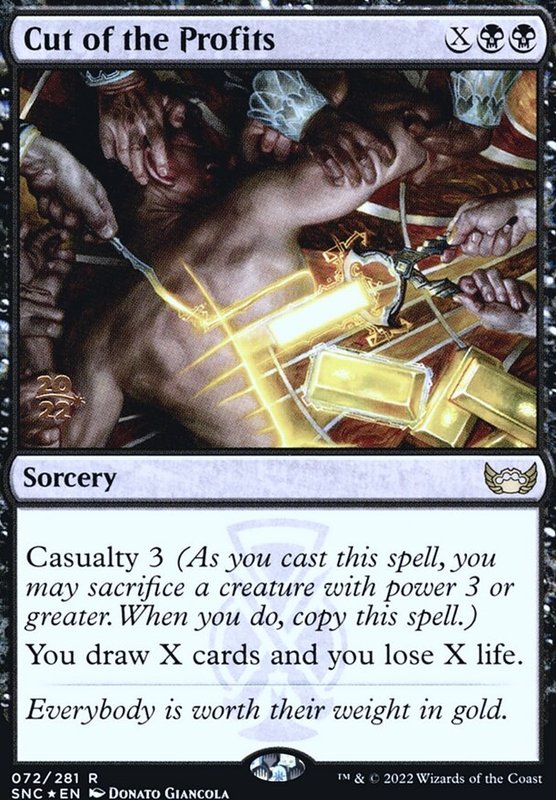 Cut of the Profits X
20
22
Sorcery
Casualty 3 (As you cast this spell, you
may sacrifice a creature with power 3 or
greater. When you do, copy this spell.)
You draw X cards and you lose X life.
Everybody is worth their weight in gold.
072/281 R
SNC ★ EN DONATO GIANCOLA
™ & © 2022 Wizards of the Coast